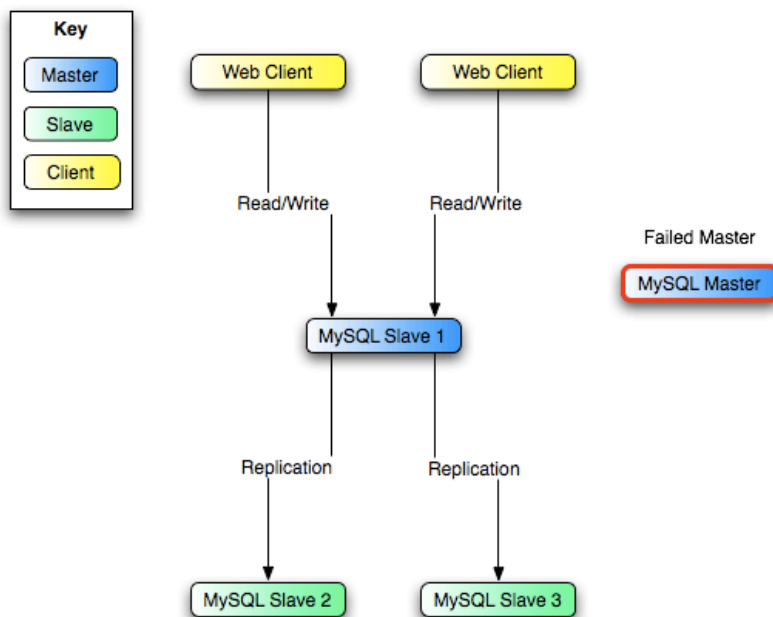 Key
Master
Slave
Client
Web Client
Web Client
Read/Write
Read/Write
Failed Master
MySQL Master
MySQL Slave 1
Replication
Replication
MySQL Slave 2
MySQL Slave 3